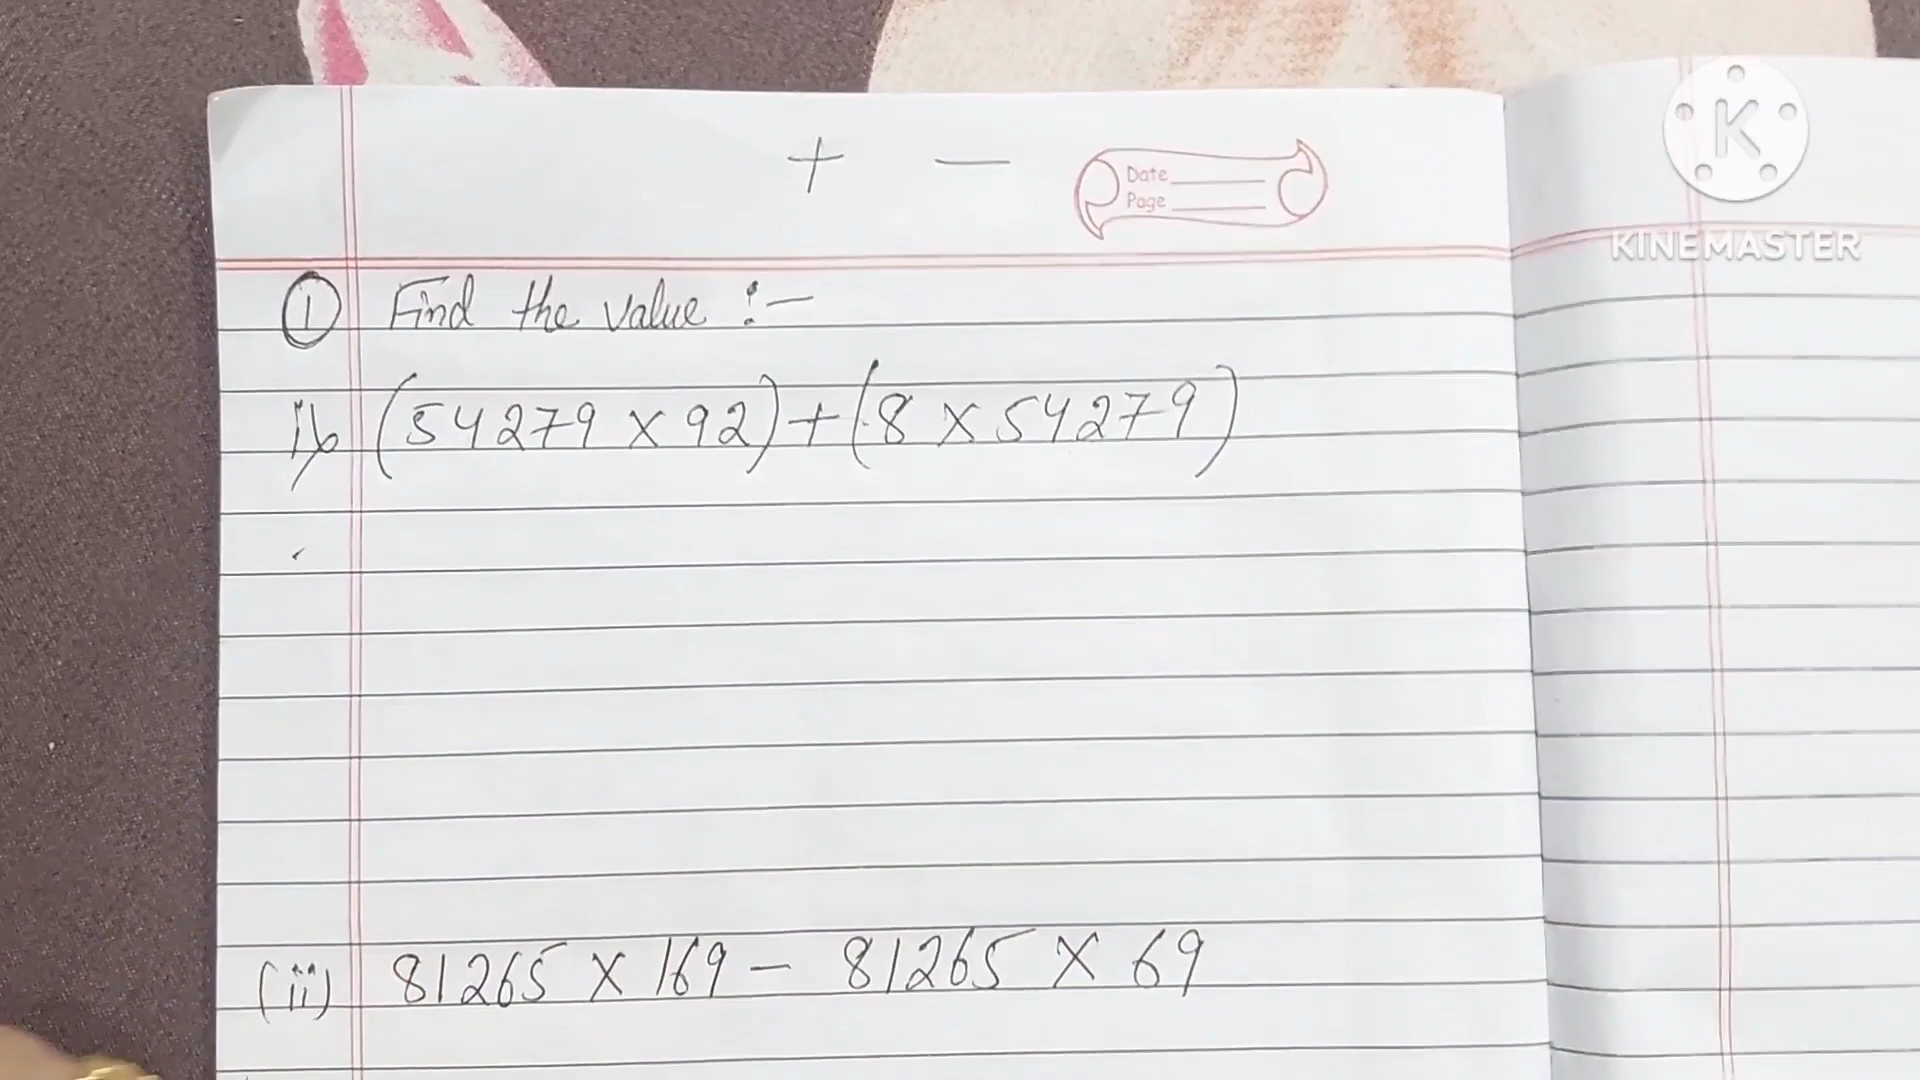 + —
Date
Page
K
KINEMASTER
① Find the value :—
i) (54279 × 92) + (8 × 54279)
(ii) 81265 × 169 — 81265 × 69